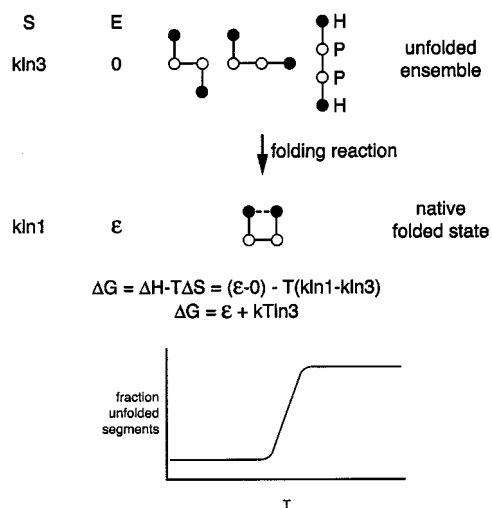 S E H
P unfolded
kln3 0 ensemble
P
H
folding reaction
native
kln1 ε folded state
ΔG = ΔH-TΔS = (ε-0) - T(kln1-kln3)
ΔG = ε + kTln3
fraction
unfolded
segments
T